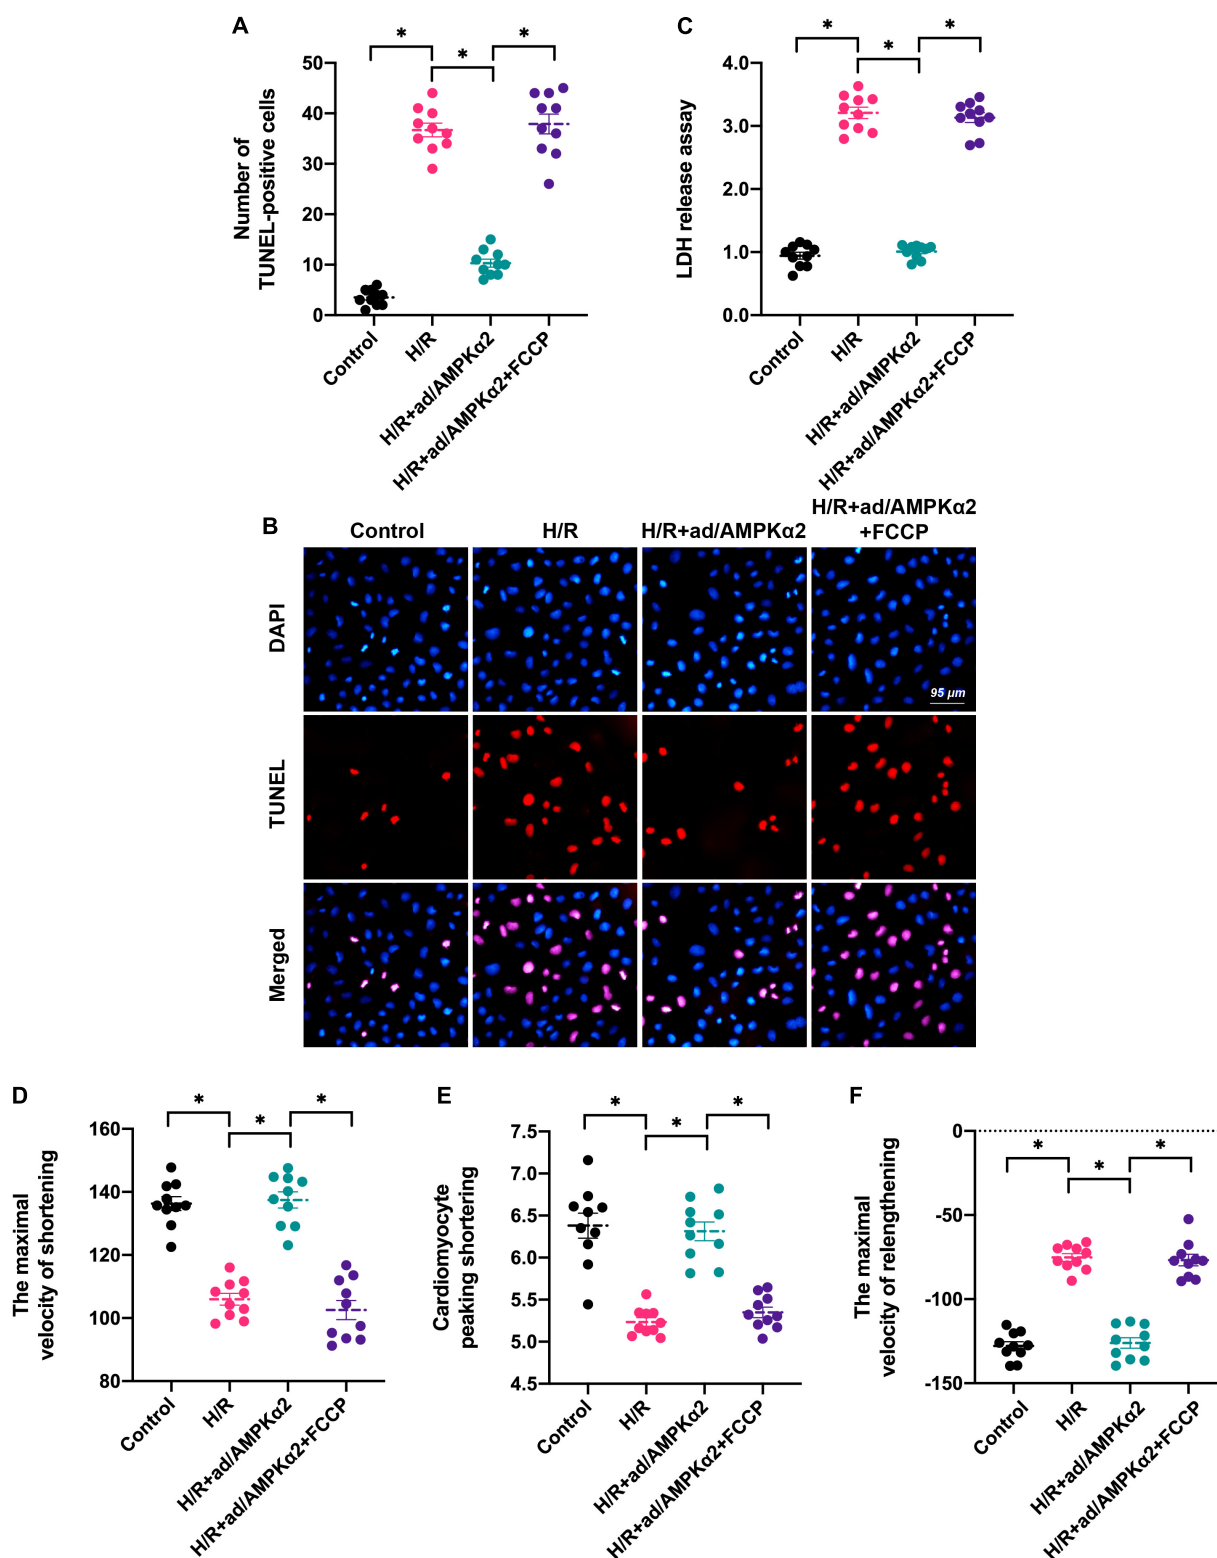 A
*
*
*
Number of
TUNEL-positive cells
50
40
30
20
10
0
Control
H/R
H/R+ad/AMPKα2
H/R+ad/AMPKα2+FCCP
C
*
*
*
LDH release assay
4.0
3.0
2.0
1.0
0.0
Control
H/R
H/R+ad/AMPKα2
H/R+ad/AMPKα2+FCCP
B
Control
H/R
H/R+ad/AMPKα2
H/R+ad/AMPKα2
+FCCP
DAPI
95 µm
TUNEL
Merged
D
*
*
*
The maximal
velocity of shortening
160
140
120
100
80
Control
H/R
H/R+ad/AMPKα2
H/R+ad/AMPKα2+FCCP
E
*
*
*
Cardiomyocyte
peaking shortening
7.5
7.0
6.5
6.0
5.5
5.0
4.5
Control
H/R
H/R+ad/AMPKα2
H/R+ad/AMPKα2+FCCP
F
*
*
*
The maximal
velocity of relengthening
0
-50
-100
-150
Control
H/R
H/R+ad/AMPKα2
H/R+ad/AMPKα2+FCCP